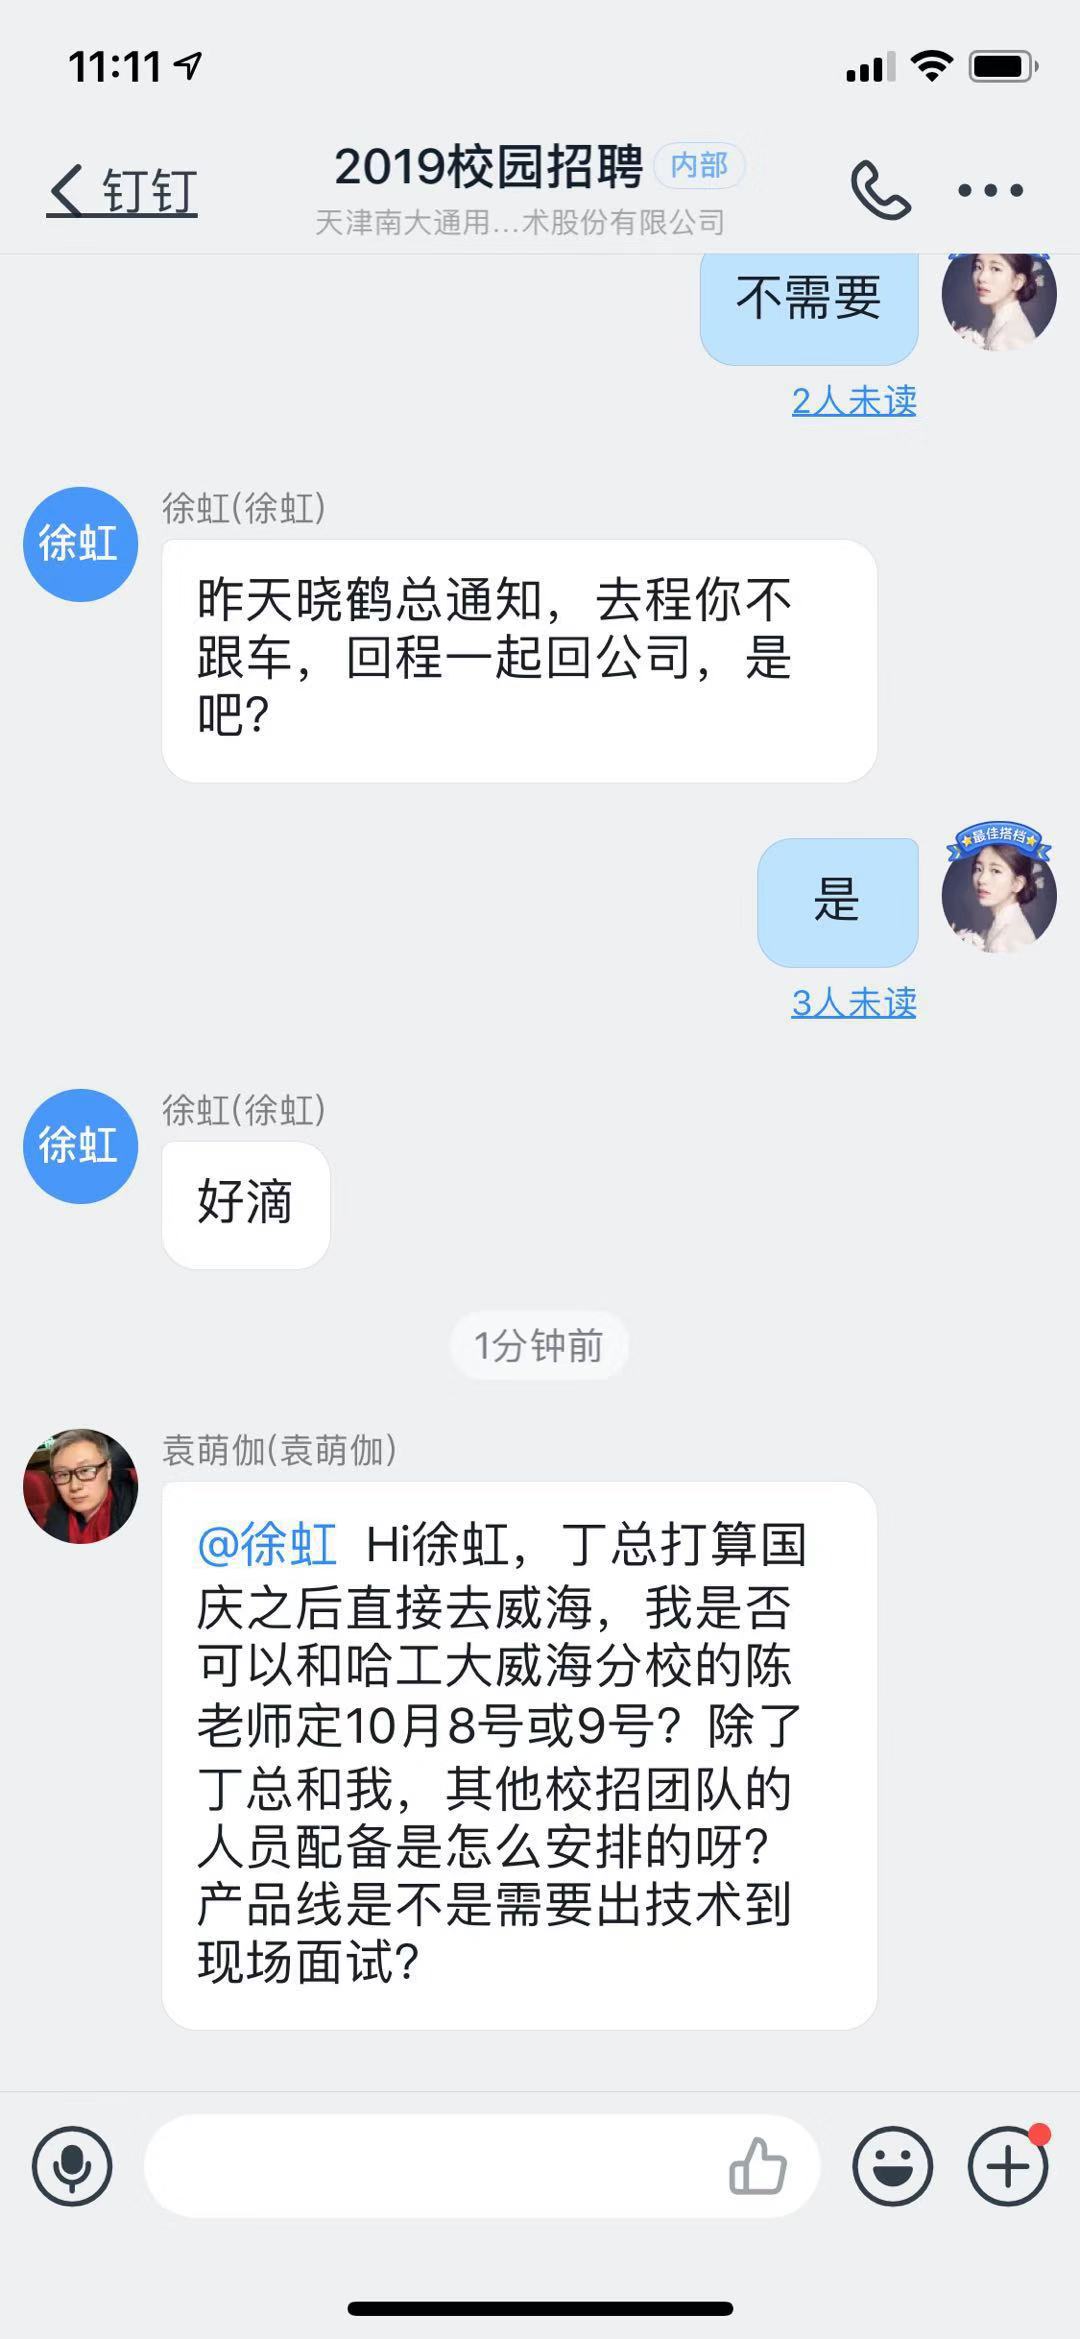 11:11
钉钉
2019校园招聘 内部
天津南大通用...术股份有限公司
不需要
2人未读
徐虹(徐虹)
徐虹
昨天晓鹤总通知，去程你不
跟车，回程一起回公司，是
吧?
最佳搭档
是
3人未读
徐虹(徐虹)
徐虹
好滴
1分钟前
袁萌伽(袁萌伽)
@徐虹 Hi徐虹，丁总打算国
庆之后直接去威海，我是否
可以和哈工大威海分校的陈
老师定10月8号或9号? 除了
丁总和我，其他校招团队的
人员配备是怎么安排的呀?
产品线是不是需要出技术到
现场面试?